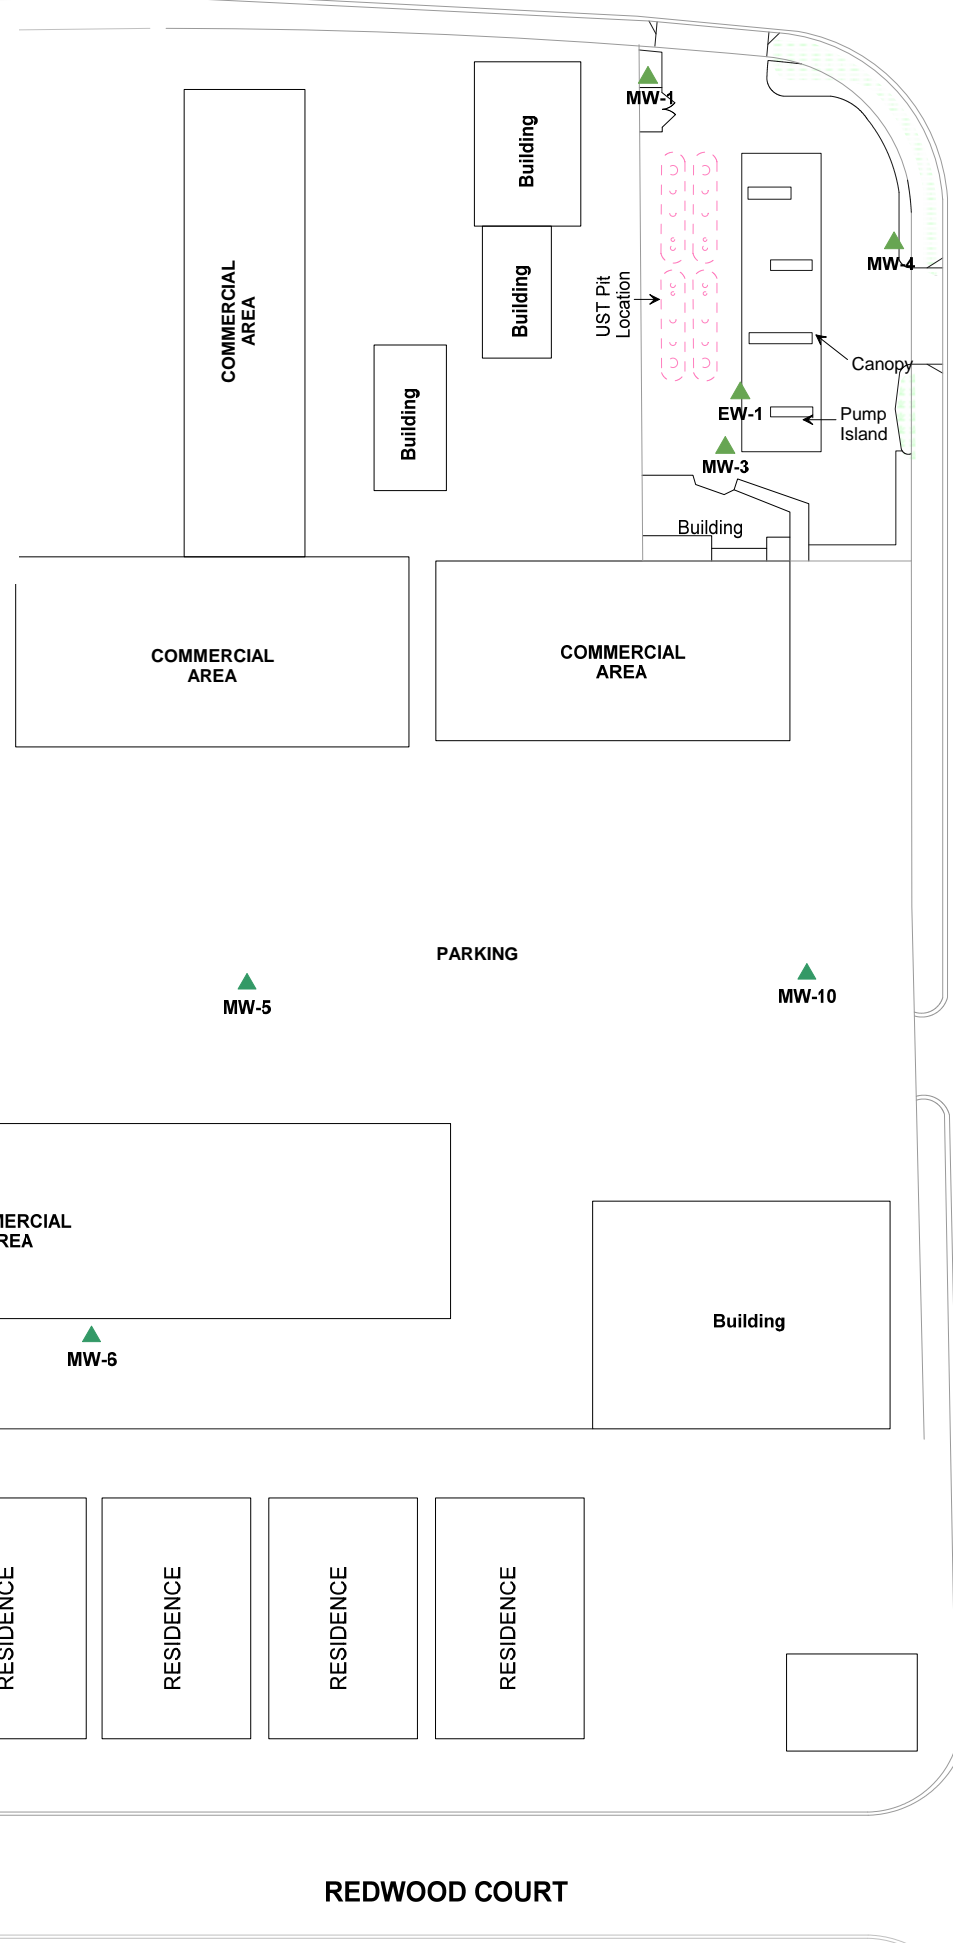 MW-1
Building
COMMERCIAL
AREA
MW-4
Building
UST Pit
Location
Canopy
Building
EW-1
Pump
Island
MW-3
Building
COMMERCIAL
AREA
COMMERCIAL
AREA
PARKING
MW-5
MW-10
MERCIAL
REA
Building
MW-6
RESIDENCE
RESIDENCE
RESIDENCE
RESIDENCE
REDWOOD COURT